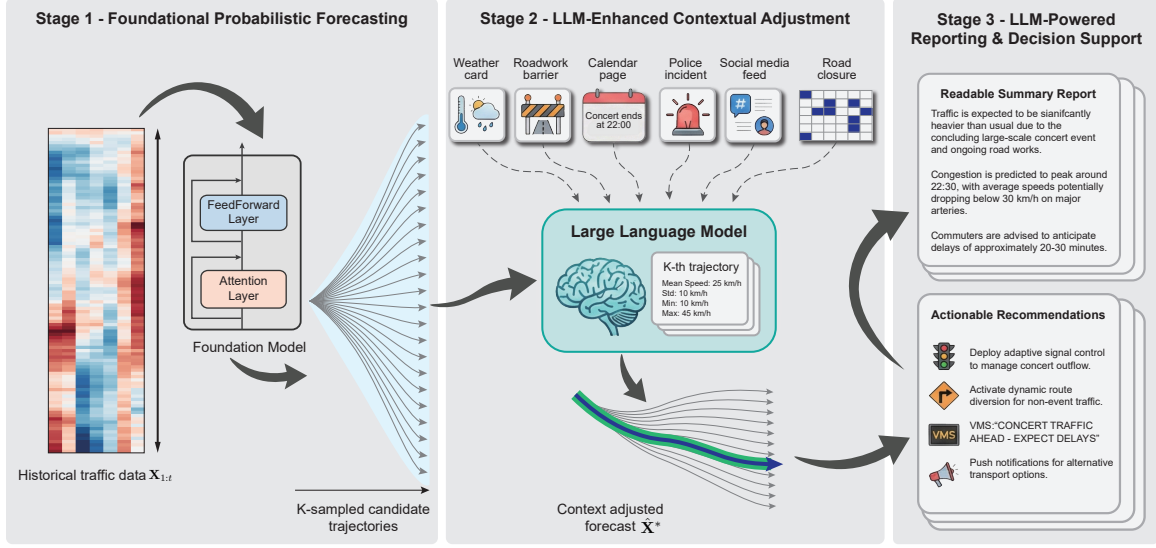 Stage 1 - Foundational Probabilistic Forecasting
FeedForward
Layer
Attention
Layer
Foundation Model
Historical traffic data X1:t
K-sampled candidate
trajectories
Stage 2 - LLM-Enhanced Contextual Adjustment
Weather
card
Roadwork
barrier
Calendar
page
Police
incident
Social media
feed
Road
closure
Concert ends
at 22:00
#
Large Language Model
K-th trajectory
Mean Speed: 25 km/h
Std: 10 km/h
Min: 10 km/h
Max: 45 km/h
Context adjusted
forecast X̂*
Stage 3 - LLM-Powered
Reporting & Decision Support
Readable Summary Report
Traffic is expected to be sianifcantly
heavier than usual due to the
concluding large-scale concert event
and ongoing road works.
Congestion is predicted to peak around
22:30, with average speeds potentially
dropping below 30 km/h on major
arteries.
Commuters are advised to anticipate
delays of approximately 20-30 minutes.
Actionable Recommendations
Deploy adaptive signal control
to manage concert outflow.
Activate dynamic route
diversion for non-event traffic.
VMS
VMS:"CONCERT TRAFFIC
AHEAD - EXPECT DELAYS"
Push notifications for alternative
transport options.